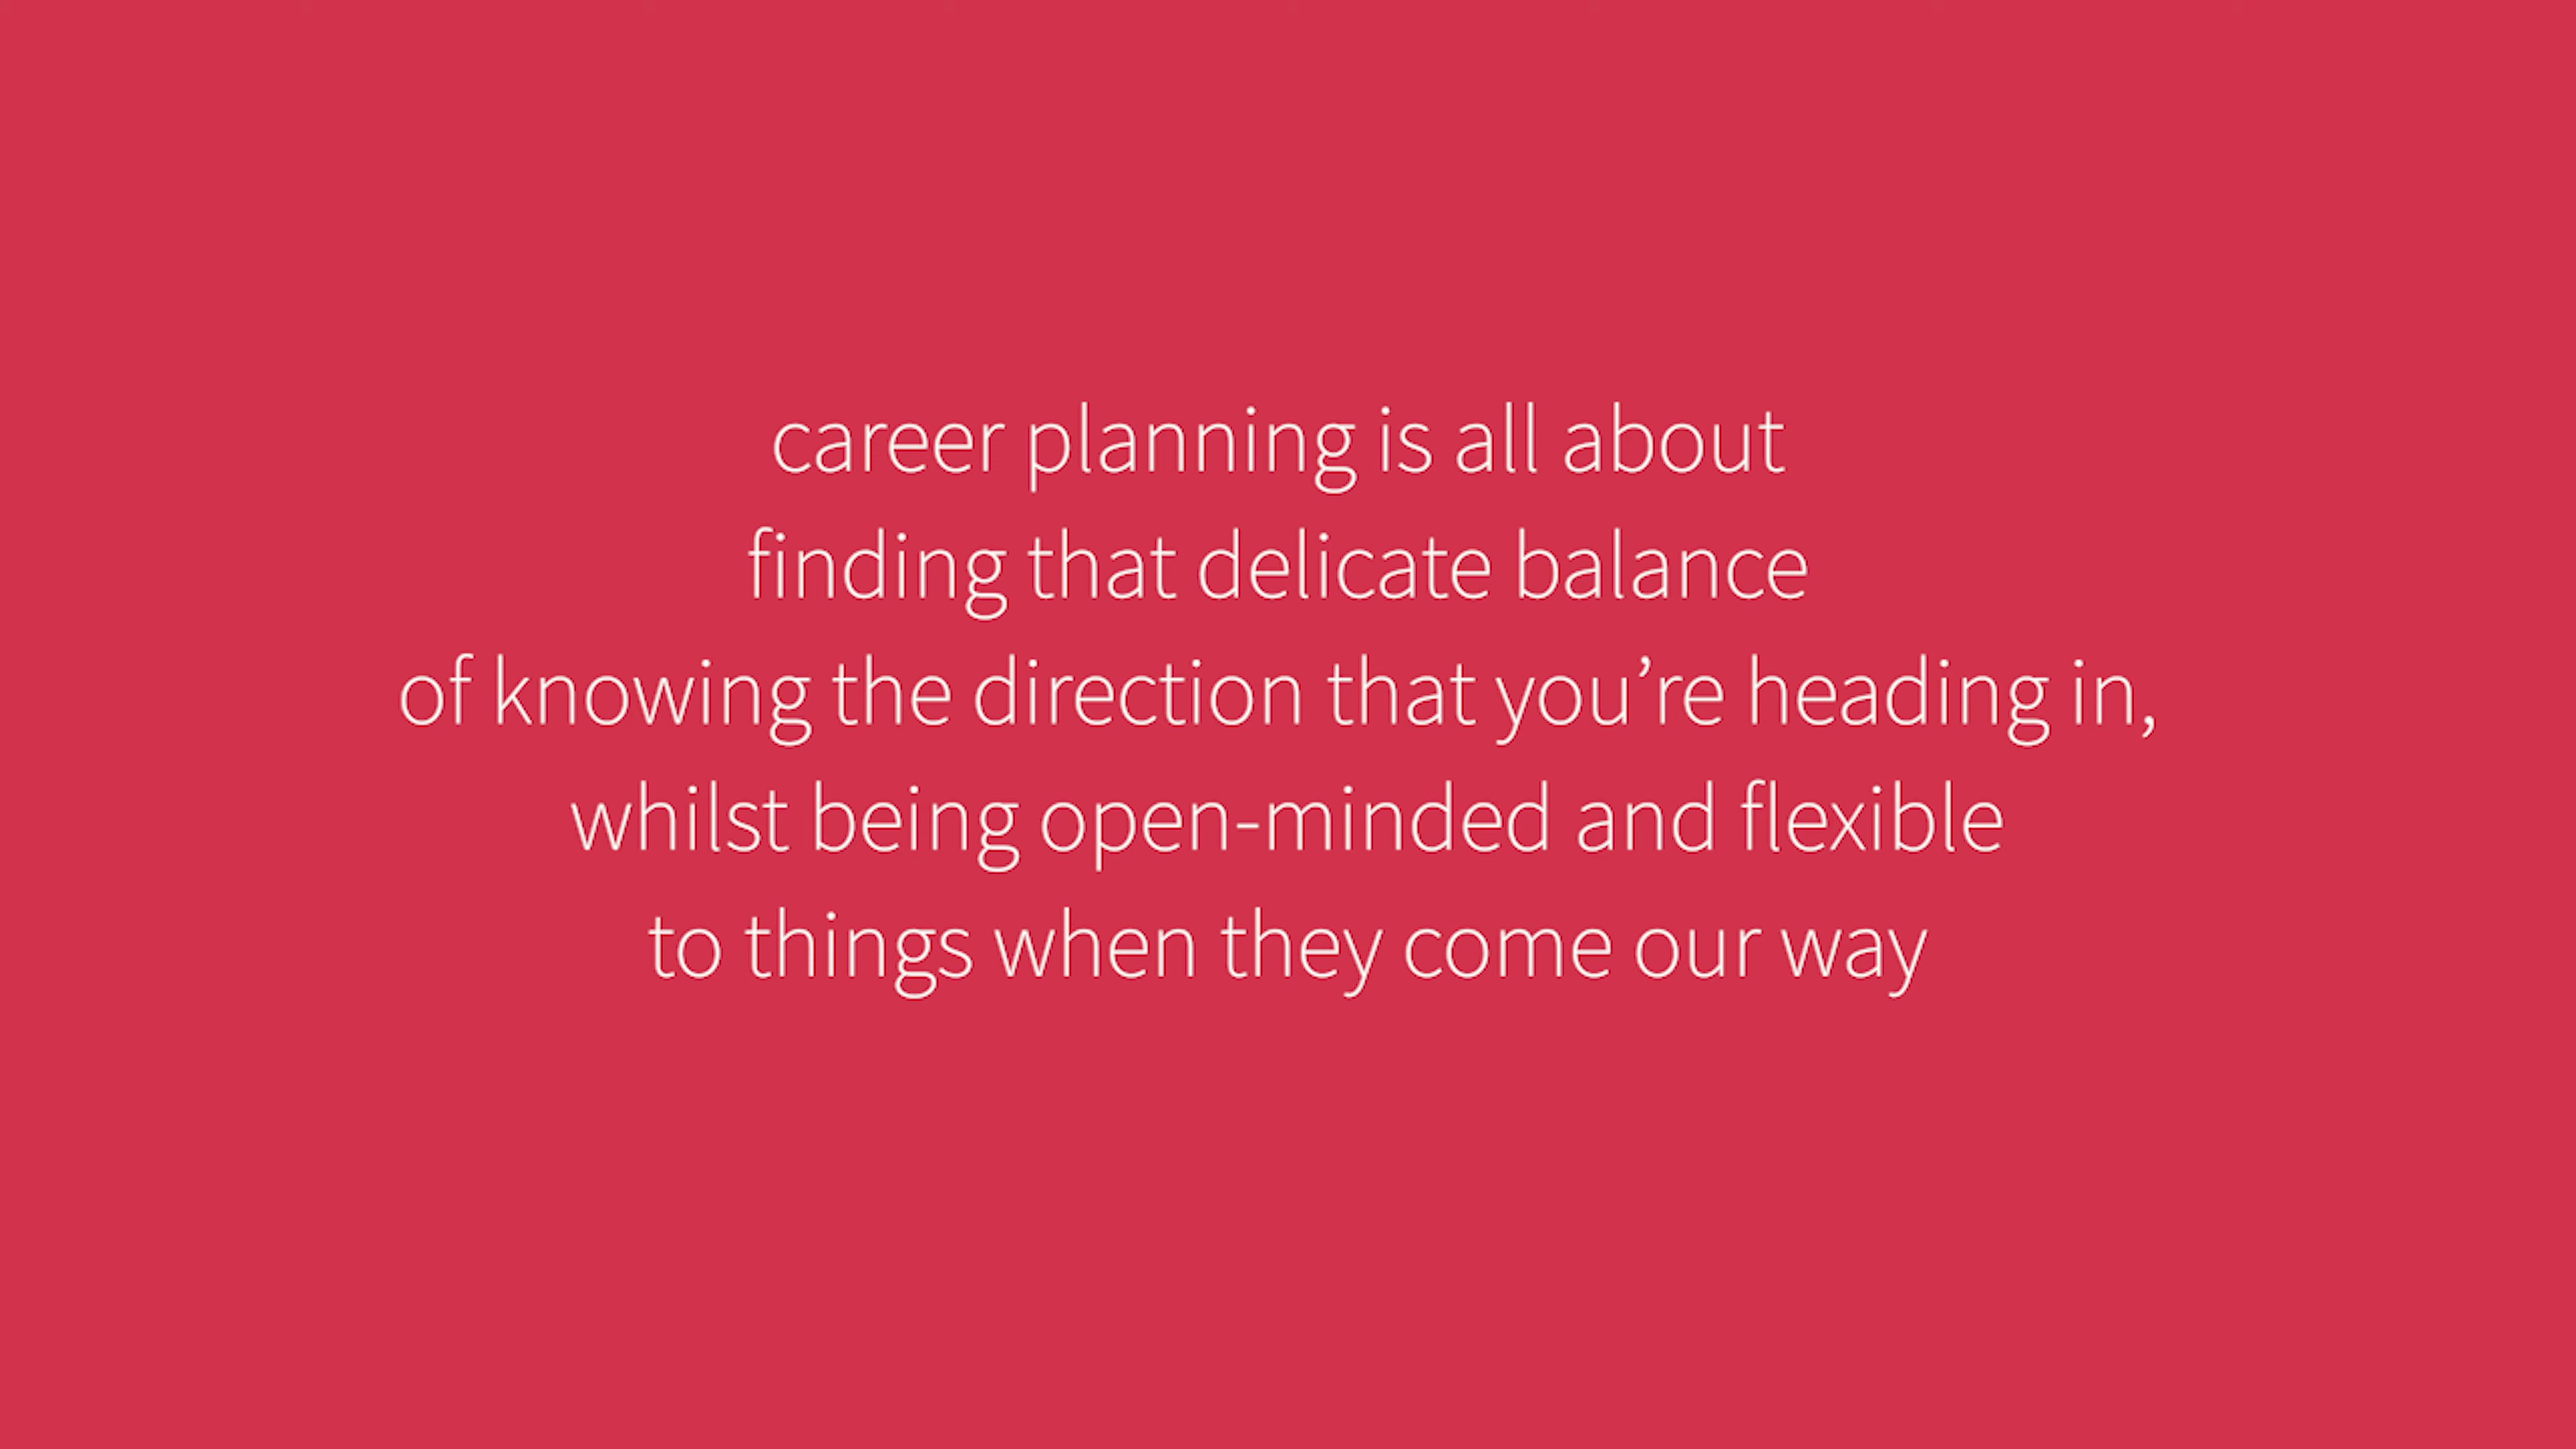 career planning is all about
finding that delicate balance
of knowing the direction that you’re heading in,
whilst being open-minded and flexible
to things when they come our way